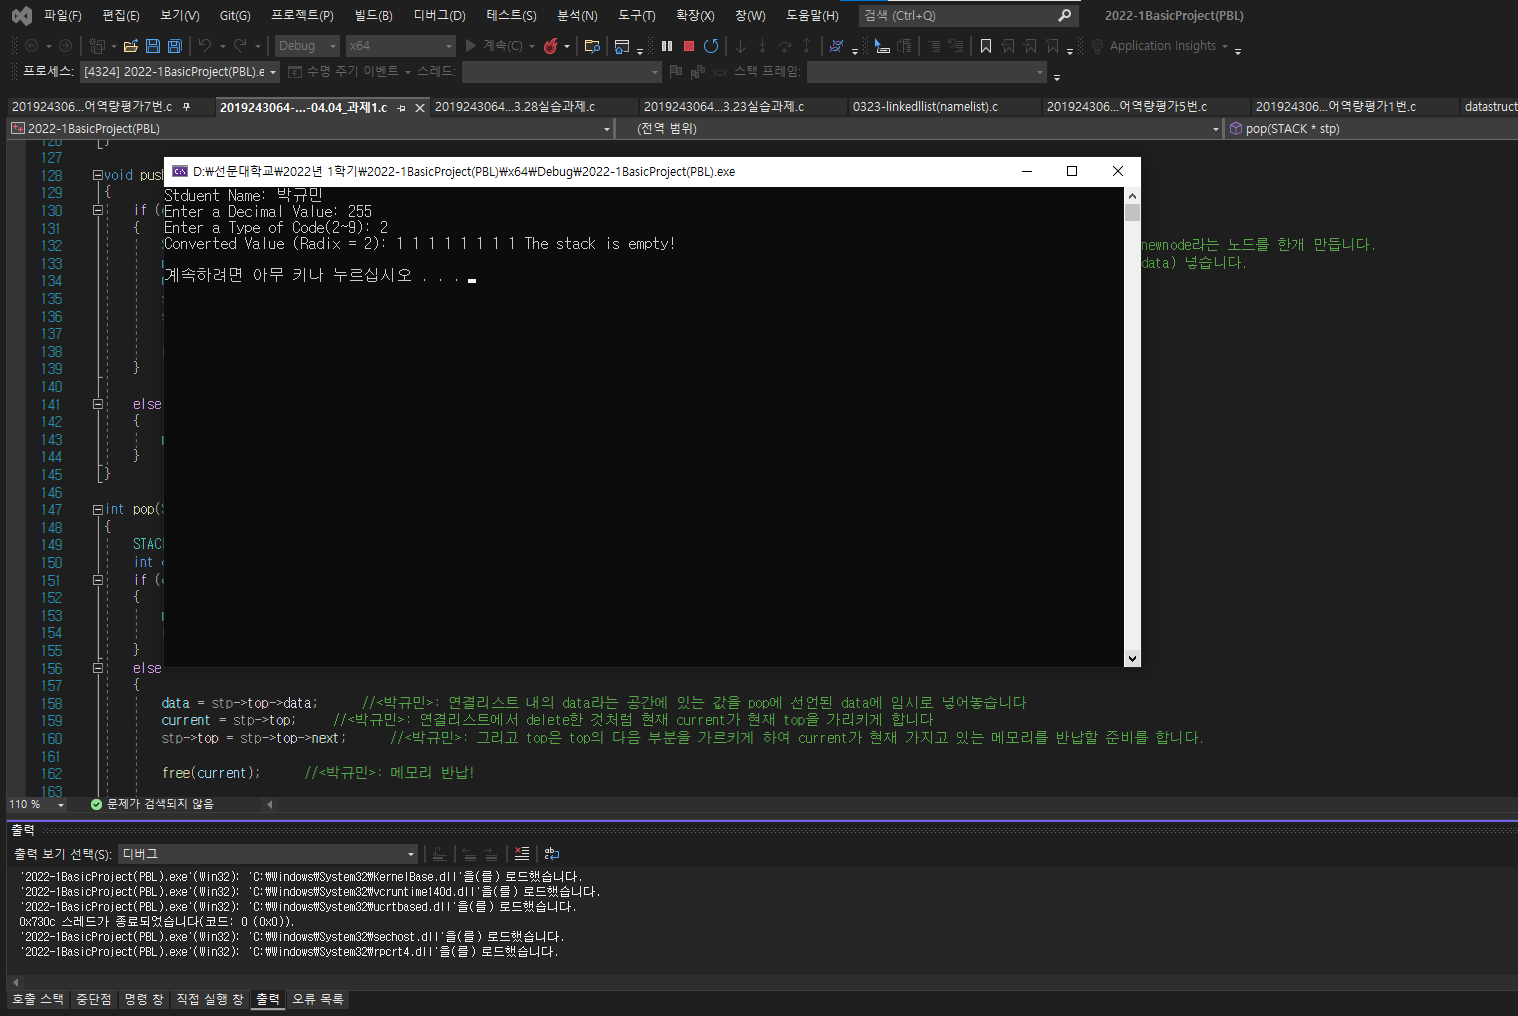 파일(F) 편집(E) 보기(V) Git(G) 프로젝트(P) 빌드(B) 디버그(D) 테스트(S) 분석(N) 도구(T) 확장(X) 창(W) 도움말(H) 검색 (Ctrl+Q) 2022-1BasicProject(PBL)
Debug x64 계속(C) Application Insights
프로세스: [4324] 2022-1BasicProject(PBL).e 수명 주기 이벤트 스레드: 스택 프레임:
201924306...어역량평가7번.c 2019243064-...-04.04_과제1.c 2019243064...3.28실습과제.c 2019243064...3.23실습과제.c 0323-linkedllist(namelist).c 201924306...어역량평가5번.c 201924306...어역량평가1번.c datastruct
2022-1BasicProject(PBL) (전역 범위) pop(STACK * stp)
126 }
127
D:\선문대학교\2022년 1학기\2022-1BasicProject(PBL)\x64\Debug\2022-1BasicProject(PBL).exe
128 void pus
Stduent Name: 박규민
129 {
Enter a Decimal Value: 255
130 if (
Enter a Type of Code(2~9): 2
131 {
Converted Value (Radix = 2): 1 1 1 1 1 1 1 1 The stack is empty!
132 newnode라는 노드를 한개 만듭니다.
133 data) 넣습니다.
계속하려면 아무 키나 누르십시오 . . .
134
135
136
137
138
139 }
140
141 else
142 {
143
144 }
145 }
146
147 int pop(
148 {
149 STAC
150 int
151 if (
152 {
153
154
155 }
156 else
157 {
158 data = stp->top->data; //<박규민>: 연결리스트 내의 data라는 공간에 있는 값을 pop에 선언된 data에 임시로 넣어놓습니다
159 current = stp->top; //<박규민>: 연결리스트에서 delete한 것처럼 현재 current가 현재 top을 가리키게 합니다
160 stp->top = stp->top->next; //<박규민>: 그리고 top은 top의 다음 부분을 가르키게 하여 current가 현재 가지고 있는 메모리를 반납할 준비를 합니다.
161
162 free(current); //<박규민>: 메모리 반납!
163
110 % 문제가 검색되지 않음
출력
출력 보기 선택(S): 디버그
'2022-1BasicProject(PBL).exe'(Win32): 'C:\Windows\System32\KernelBase.dll'을(를) 로드했습니다.
'2022-1BasicProject(PBL).exe'(Win32): 'C:\Windows\System32\vcruntime140d.dll'을(를) 로드했습니다.
'2022-1BasicProject(PBL).exe'(Win32): 'C:\Windows\System32\ucrtbased.dll'을(를) 로드했습니다.
0x730c 스레드가 종료되었습니다(코드: 0 (0x0)).
'2022-1BasicProject(PBL).exe'(Win32): 'C:\Windows\System32\sechost.dll'을(를) 로드했습니다.
'2022-1BasicProject(PBL).exe'(Win32): 'C:\Windows\System32\rpcrt4.dll'을(를) 로드했습니다.
호출 스택 중단점 명령 창 직접 실행 창 출력 오류 목록